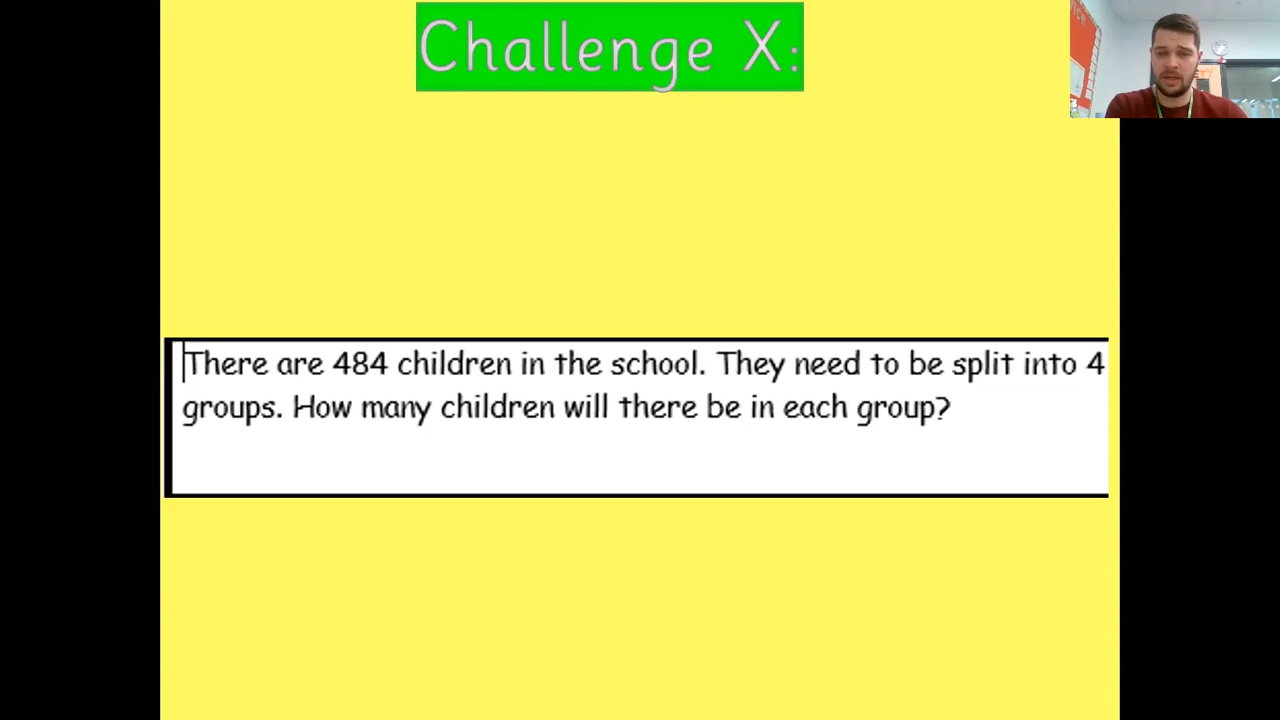 Challenge X:
There are 484 children in the school. They need to be split into 4
groups. How many children will there be in each group?